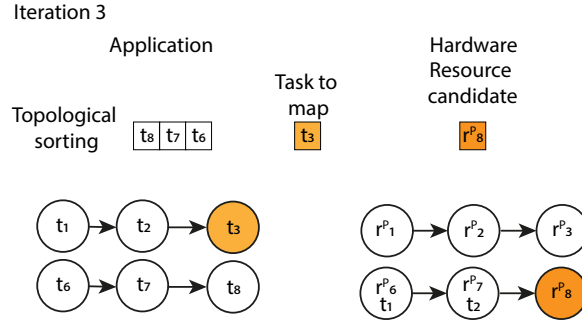 Iteration 3
Application
Hardware
Resource
candidate
Task to
map
Topological
sorting
t8 t7 t6
t3
rP8
t1 t2 t3
rP1 rP2 rP3
t6 t7 t8
rP6 rP7 rP8
t1 t2